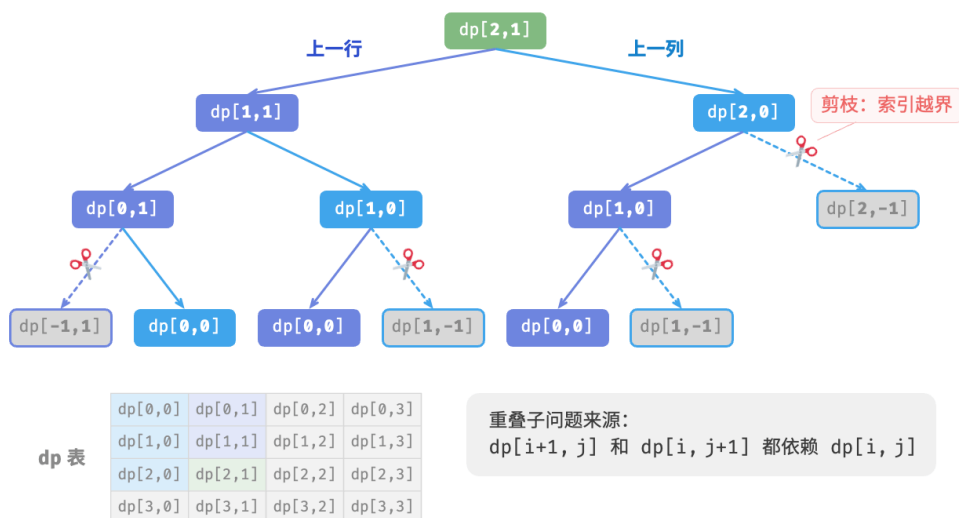 dp[2,1]
上一行
上一列
dp[1,1]
dp[2,0]
剪枝：索引越界
dp[0,1]
dp[1,0]
dp[1,0]
dp[2,-1]
dp[-1,1]
dp[0,0]
dp[0,0]
dp[1,-1]
dp[0,0]
dp[1,-1]
dp 表
dp[0,0] dp[0,1] dp[0,2] dp[0,3]
dp[1,0] dp[1,1] dp[1,2] dp[1,3]
dp[2,0] dp[2,1] dp[2,2] dp[2,3]
dp[3,0] dp[3,1] dp[3,2] dp[3,3]
重叠子问题来源：
dp[i+1, j] 和 dp[i, j+1] 都依赖 dp[i, j]